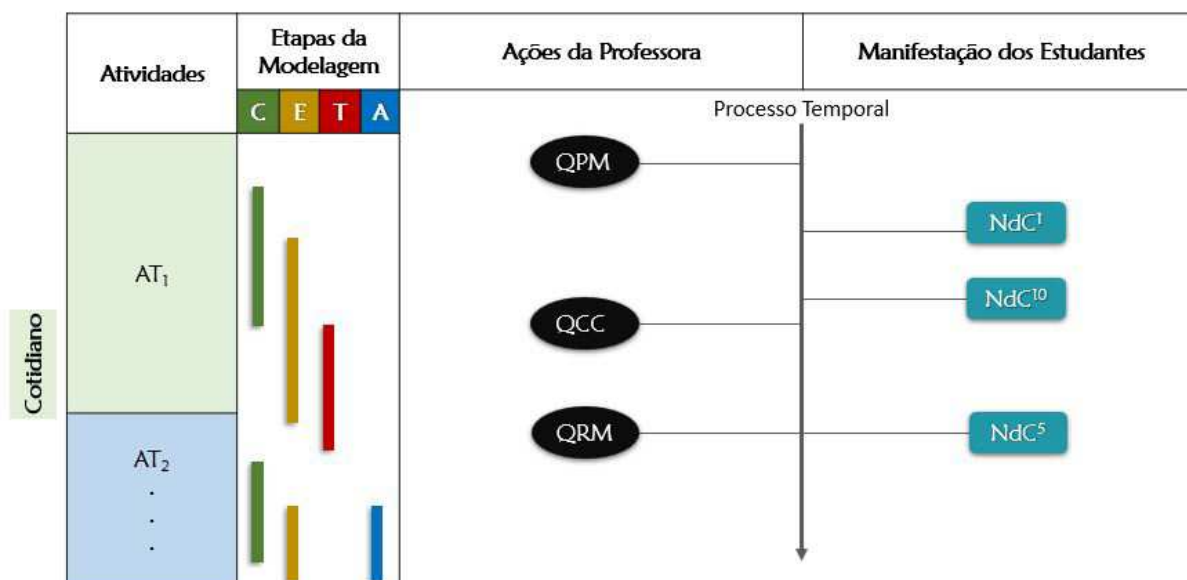 Atividades
Etapas da
Modelagem
C E T A
Ações da Professora
Manifestação dos Estudantes
Processo Temporal
Cotidiano
AT₁
AT₂
.
.
.
QPM
NdC¹
NdC¹⁰
QCC
QRM
NdC⁵